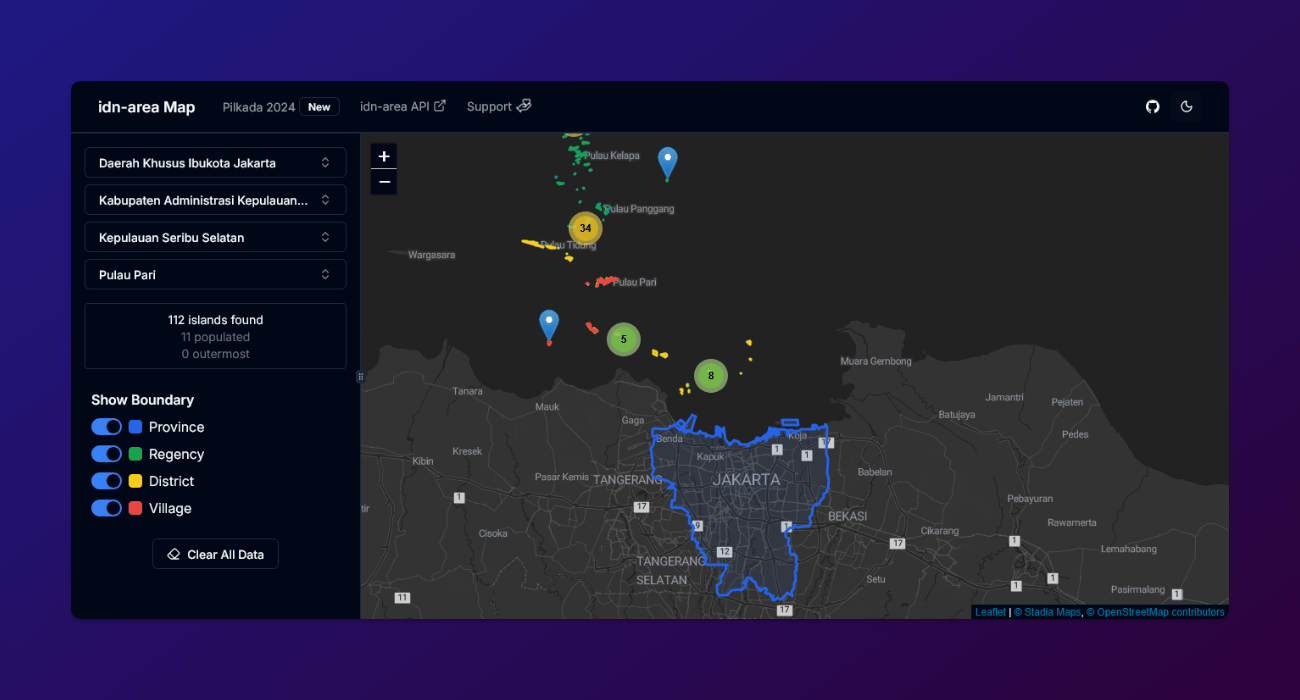 idn-area Map
Pilkada 2024 New
idn-area API
Support
Daerah Khusus Ibukota Jakarta
Kabupaten Administrasi Kepulauan...
Kepulauan Seribu Selatan
Pulau Pari
112 islands found
11 populated
0 outermost
Show Boundary
Province
Regency
District
Village
Clear All Data
+
−
Pulau Kelapa
Pulau Panggang
34
Pulau Tidung
Wargasara
Pulau Pari
5
8
Muara Gembong
Tanara
Mauk
Gaga
Jamantri
Pejaten
Batujaya
Benda
Koja
Pedes
17
1
1
Kresek
Kibin
Kapuk
Pasar Kemis
TANGERANG
JAKARTA
Babelan
1
17
Pebayuran
BEKASI
Rawamerta
9
1
Cisoka
Cikarang
17
1
Lemahabang
12
TANGERANG
SELATAN
Setu
1
1
Pasirmalang
1
11
17
Leaflet | © Stadia Maps, © OpenStreetMap contributors